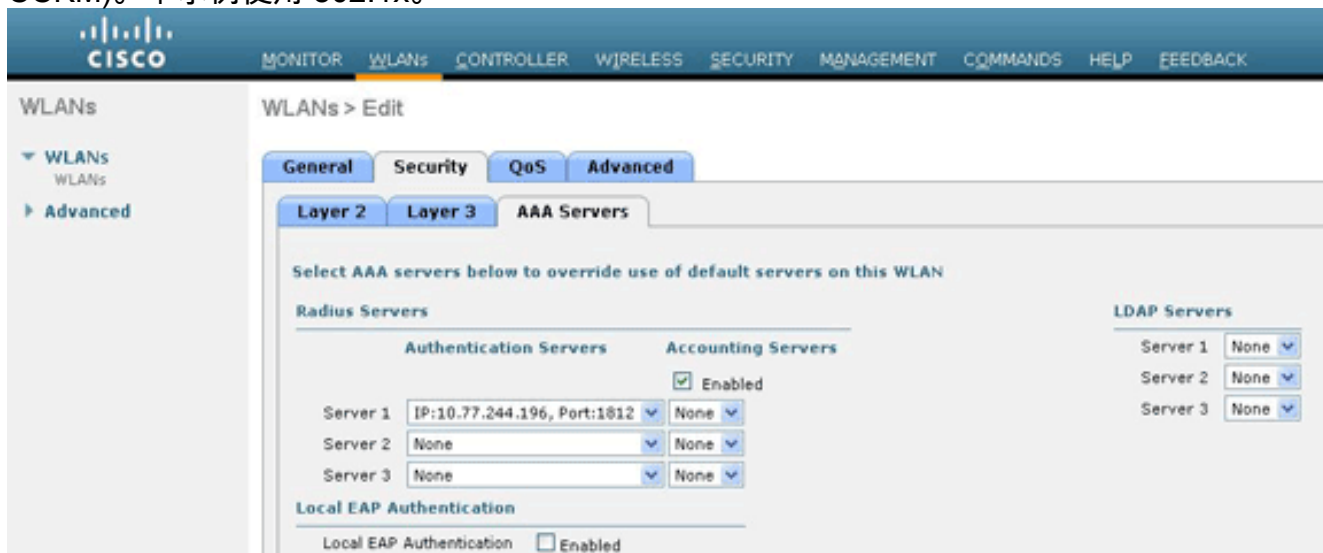 CISCO
MONITOR WLANs CONTROLLER WIRELESS SECURITY MANAGEMENT COMMANDS HELP FEEDBACK
WLANs
WLANs
WLANs
Advanced
WLANs > Edit
General Security QoS Advanced
Layer 2 Layer 3 AAA Servers
Select AAA servers below to override use of default servers on this WLAN
Radius Servers
Authentication Servers Accounting Servers
Enabled
Server 1 IP:10.77.244.196, Port:1812 None
Server 2 None None
Server 3 None None
Local EAP Authentication
Local EAP Authentication Enabled
LDAP Servers
Server 1 None
Server 2 None
Server 3 None